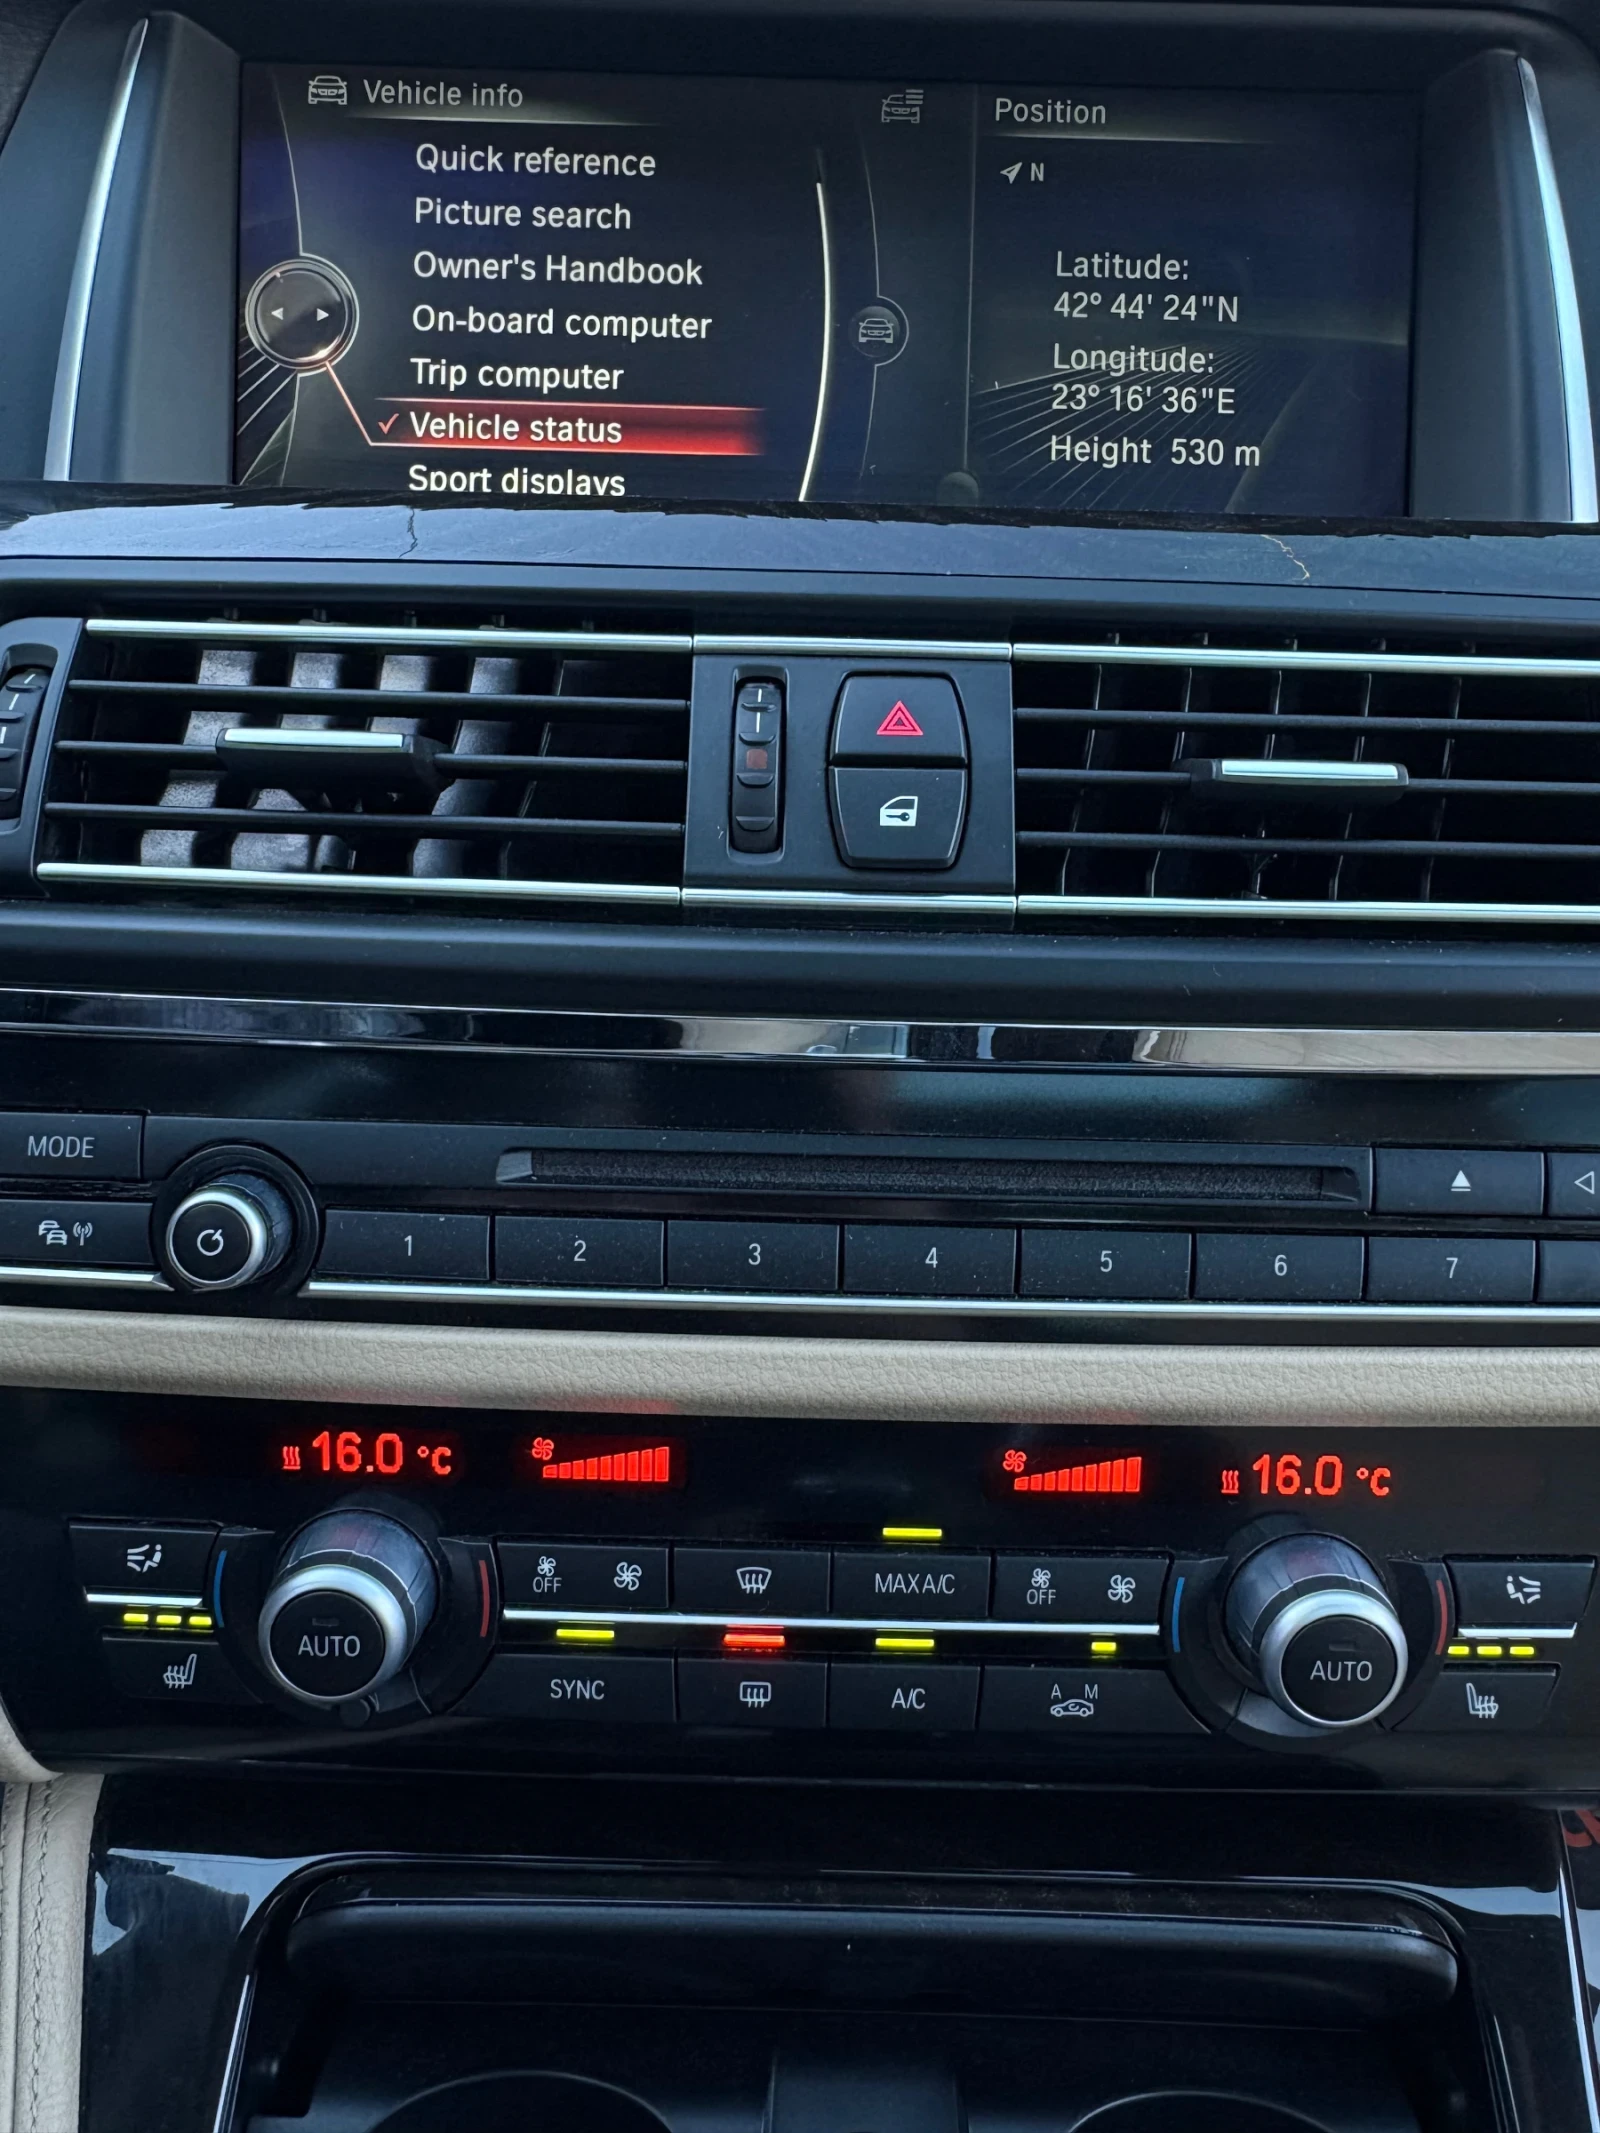 Vehicle info
Quick reference
Picture search
Owner's Handbook
On-board computer
Trip computer
Vehicle status
Sport displays
Position
N
Latitude:
42° 44' 24"N
Longitude:
23° 16' 36"E
Height 530 m
MODE
1 2 3 4 5 6 7
16.0 °C
16.0 °C
OFF
MAX A/C
OFF
AUTO
AUTO
SYNC
A/C
A M